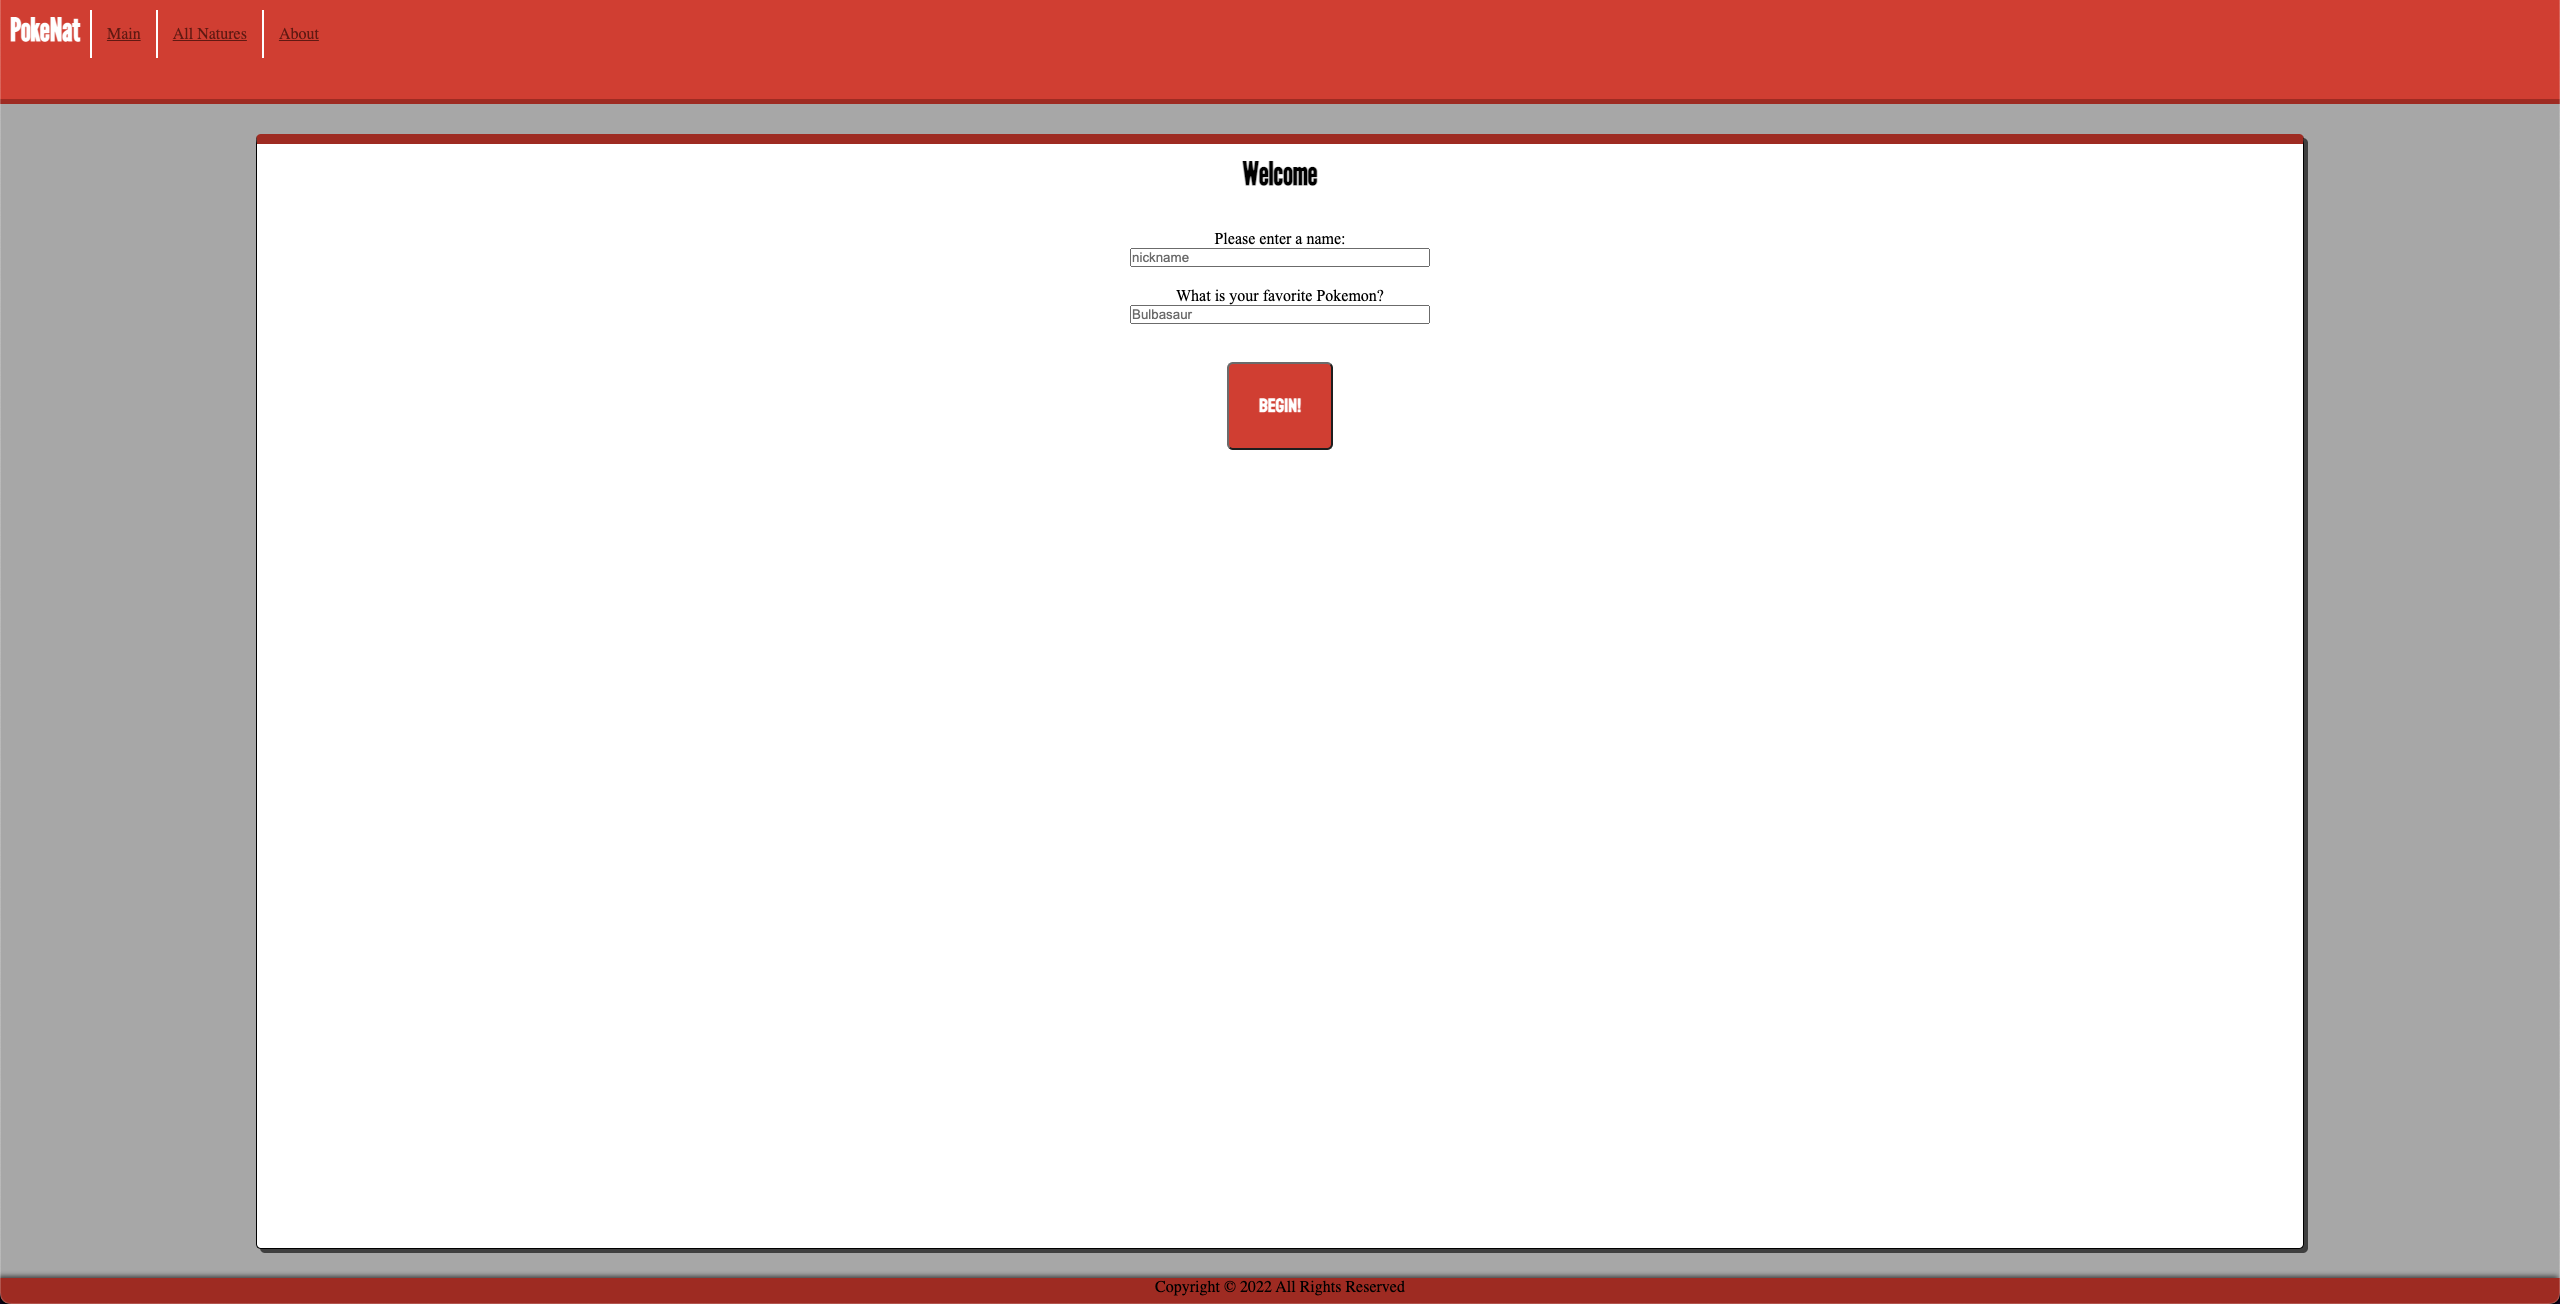 PokeNat
Main
All Natures
About
Welcome
Please enter a name:
nickname
What is your favorite Pokemon?
Bulbasaur
BEGIN!
Copyright © 2022 All Rights Reserved